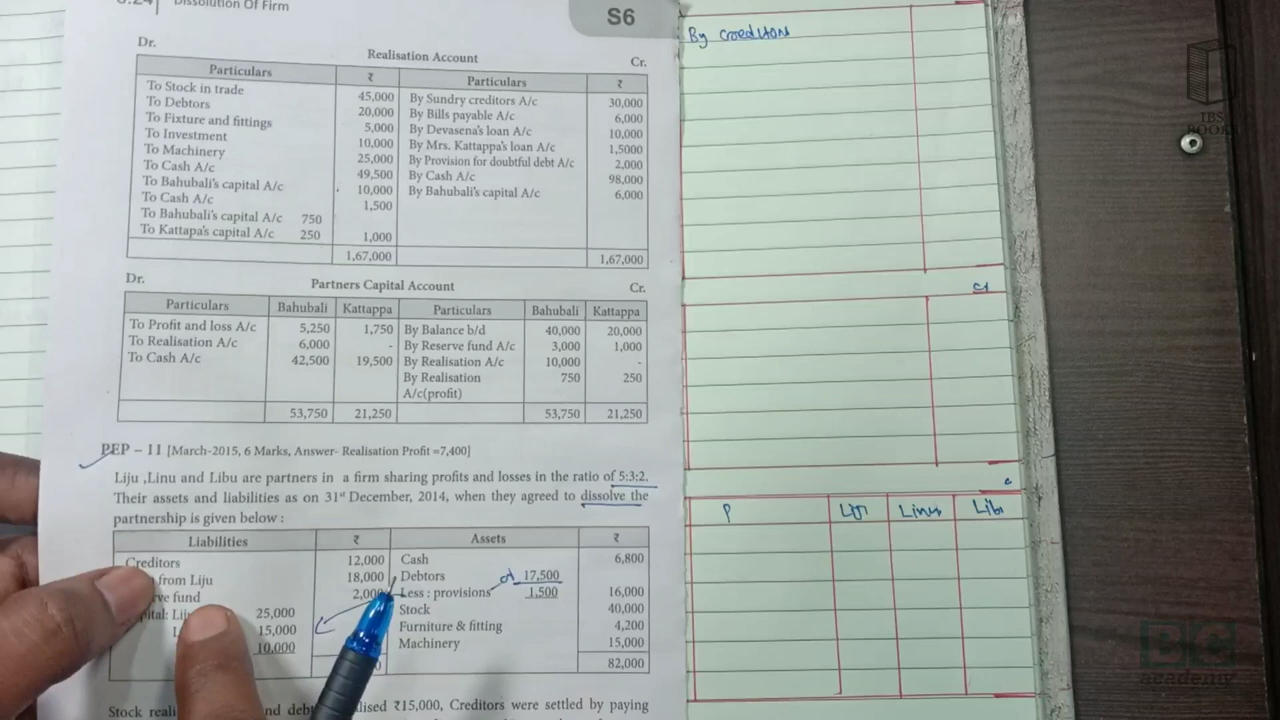 Dissolution Of Firm
S6
Dr.
Realisation Account
Cr.
Particulars ₹ Particulars ₹
To Stock in trade 45,000 By Sundry creditors A/c 30,000
To Debtors 20,000 By Bills payable A/c 6,000
To Fixture and fittings 5,000 By Devasena's loan A/c 10,000
To Investment 10,000 By Mrs. Kattappa's loan A/c 1,5000
To Machinery 25,000 By Provision for doubtful debt A/c 2,000
To Cash A/c 49,500 By Cash A/c 98,000
To Bahubali's capital A/c 10,000 By Bahubali's capital A/c 6,000
To Cash A/c 1,500
To Bahubali's capital A/c 750
To Kattapa's capital A/c 250 1,000
1,67,000 1,67,000
Dr.
Partners Capital Account
Cr.
Particulars Bahubali Kattappa Particulars Bahubali Kattappa
To Profit and loss A/c 5,250 1,750 By Balance b/d 40,000 20,000
To Realisation A/c 6,000 - By Reserve fund A/c 3,000 1,000
To Cash A/c 42,500 19,500 By Realisation A/c 10,000 -
By Realisation 750 250
A/c(profit)
53,750 21,250 53,750 21,250
PEP – 11 [March-2015, 6 Marks, Answer- Realisation Profit =7,400]
Liju ,Linu and Libu are partners in a firm sharing profits and losses in the ratio of 5:3:2.
Their assets and liabilities as on 31st December, 2014, when they agreed to dissolve the
partnership is given below :
Liabilities ₹ Assets ₹
Creditors 12,000 Cash 6,800
from Liju 18,000 Debtors 17,500
fund 2,000 Less : provisions 1,500 16,000
25,000 Stock 40,000
15,000 Furniture & fitting 4,200
10,000 Machinery 15,000
82,000
Stock ₹15,000, Creditors were settled by paying
By creditors
P Liju Linu Libu
IBS
BOOKS
BC
academy